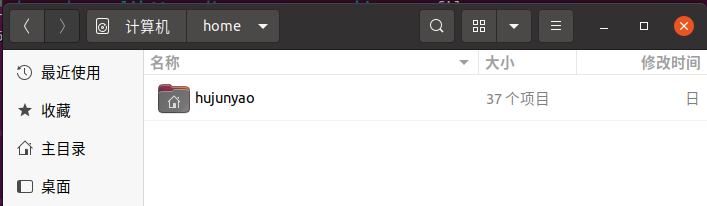 计算机 home
最近使用
收藏
主目录
桌面
名称 大小 修改时间
hujunyao 37 个项目 日